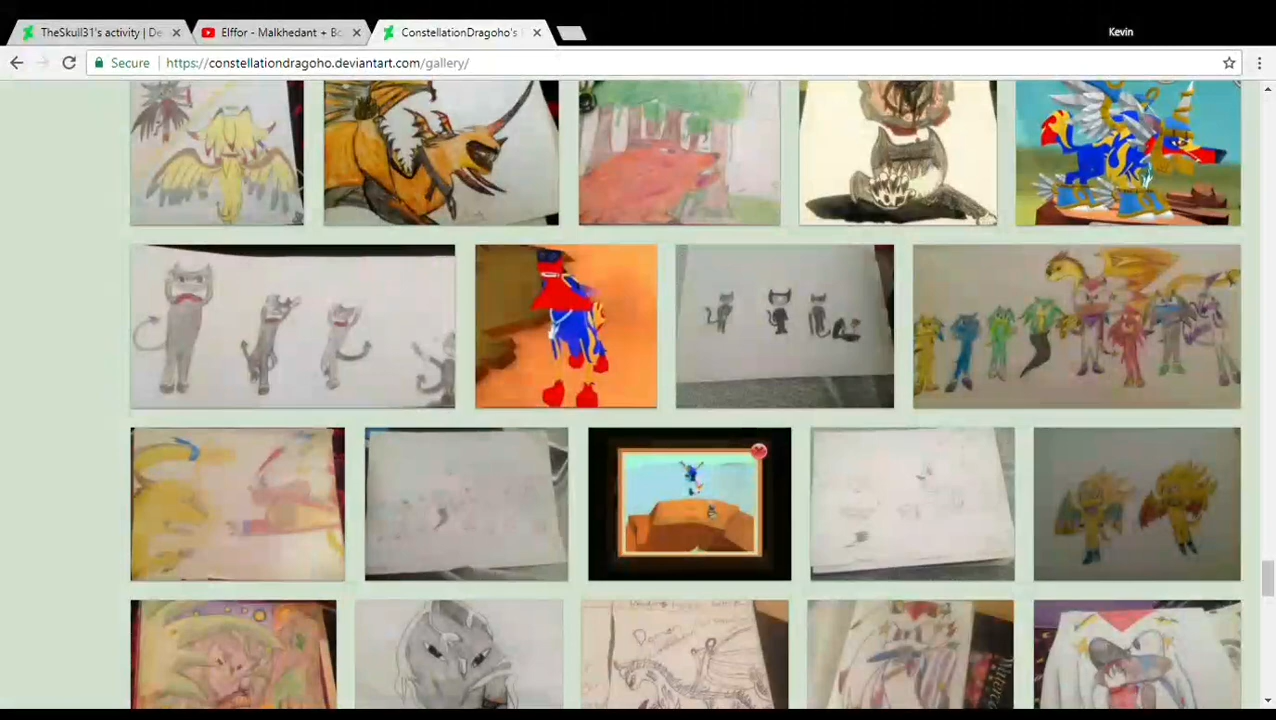 TheSkull31's activity | De
Elffor - Malkhedant + Bo
ConstellationDragoho's
Kevin
Secure
https://constellationdragoho.deviantart.com/gallery/